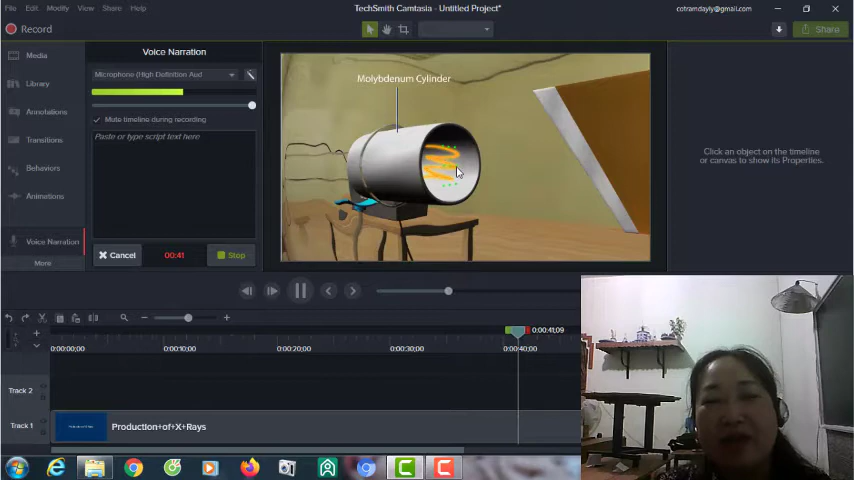 File Edit Modify View Share Help
TechSmith Camtasia - Untitled Project*
cotramdayly@gmail.com
Record
Share
Media
Library
Annotations
Transitions
Behaviors
Animations
Voice Narration
More
Voice Narration
Microphone (High Definition Aud
Mute timeline during recording
Paste or type script text here
Cancel
00:41
Stop
Molybdenum Cylinder
Click an object on the timeline
or canvas to show its Properties.
0:00:41;09
0:00:00;00
0:00:10;00
0:00:20;00
0:00:30;00
0:00:40;00
Track 2
Track 1
Production+of+X+Rays